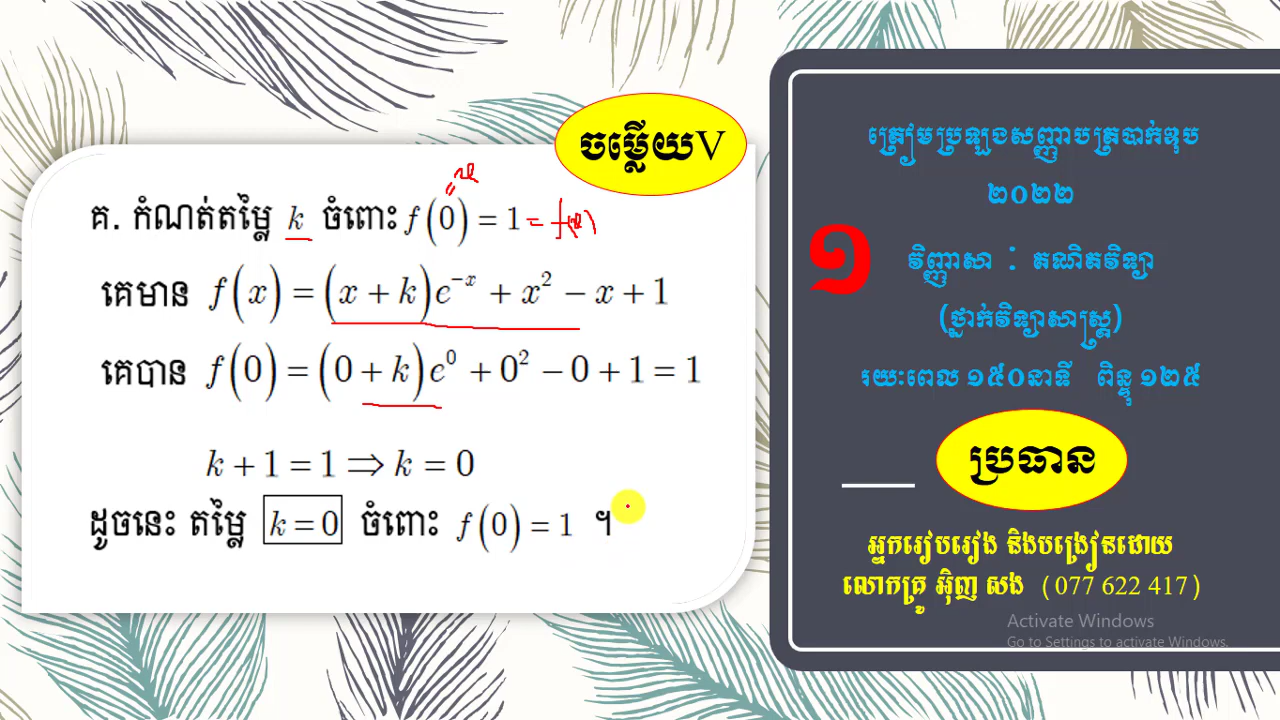 ចម្លើយV
គ. កំណត់តម្លៃ k ចំពោះ f(0) = 1 = f(x)
= x
គេមាន f(x) = (x + k)e⁻ˣ + x² − x + 1
គេបាន f(0) = (0 + k)e⁰ + 0² − 0 + 1 = 1
k + 1 = 1 ⇒ k = 0
ដូចនេះ តម្លៃ k = 0 ចំពោះ f(0) = 1 ។
ត្រៀមប្រឡងសញ្ញាបត្របាក់ឌុប
២០២២
១
វិញ្ញាសា : គណិតវិទ្យា
(ថ្នាក់វិទ្យាសាស្ត្រ)
រយៈពេល ១៥០នាទី ពិន្ទុ ១២៥
ប្រធាន
អ្នករៀបរៀង និងបង្រៀនដោយ
លោកគ្រូ អ៊ិញ សង (077 622 417)
Activate Windows
Go to Settings to activate Windows.